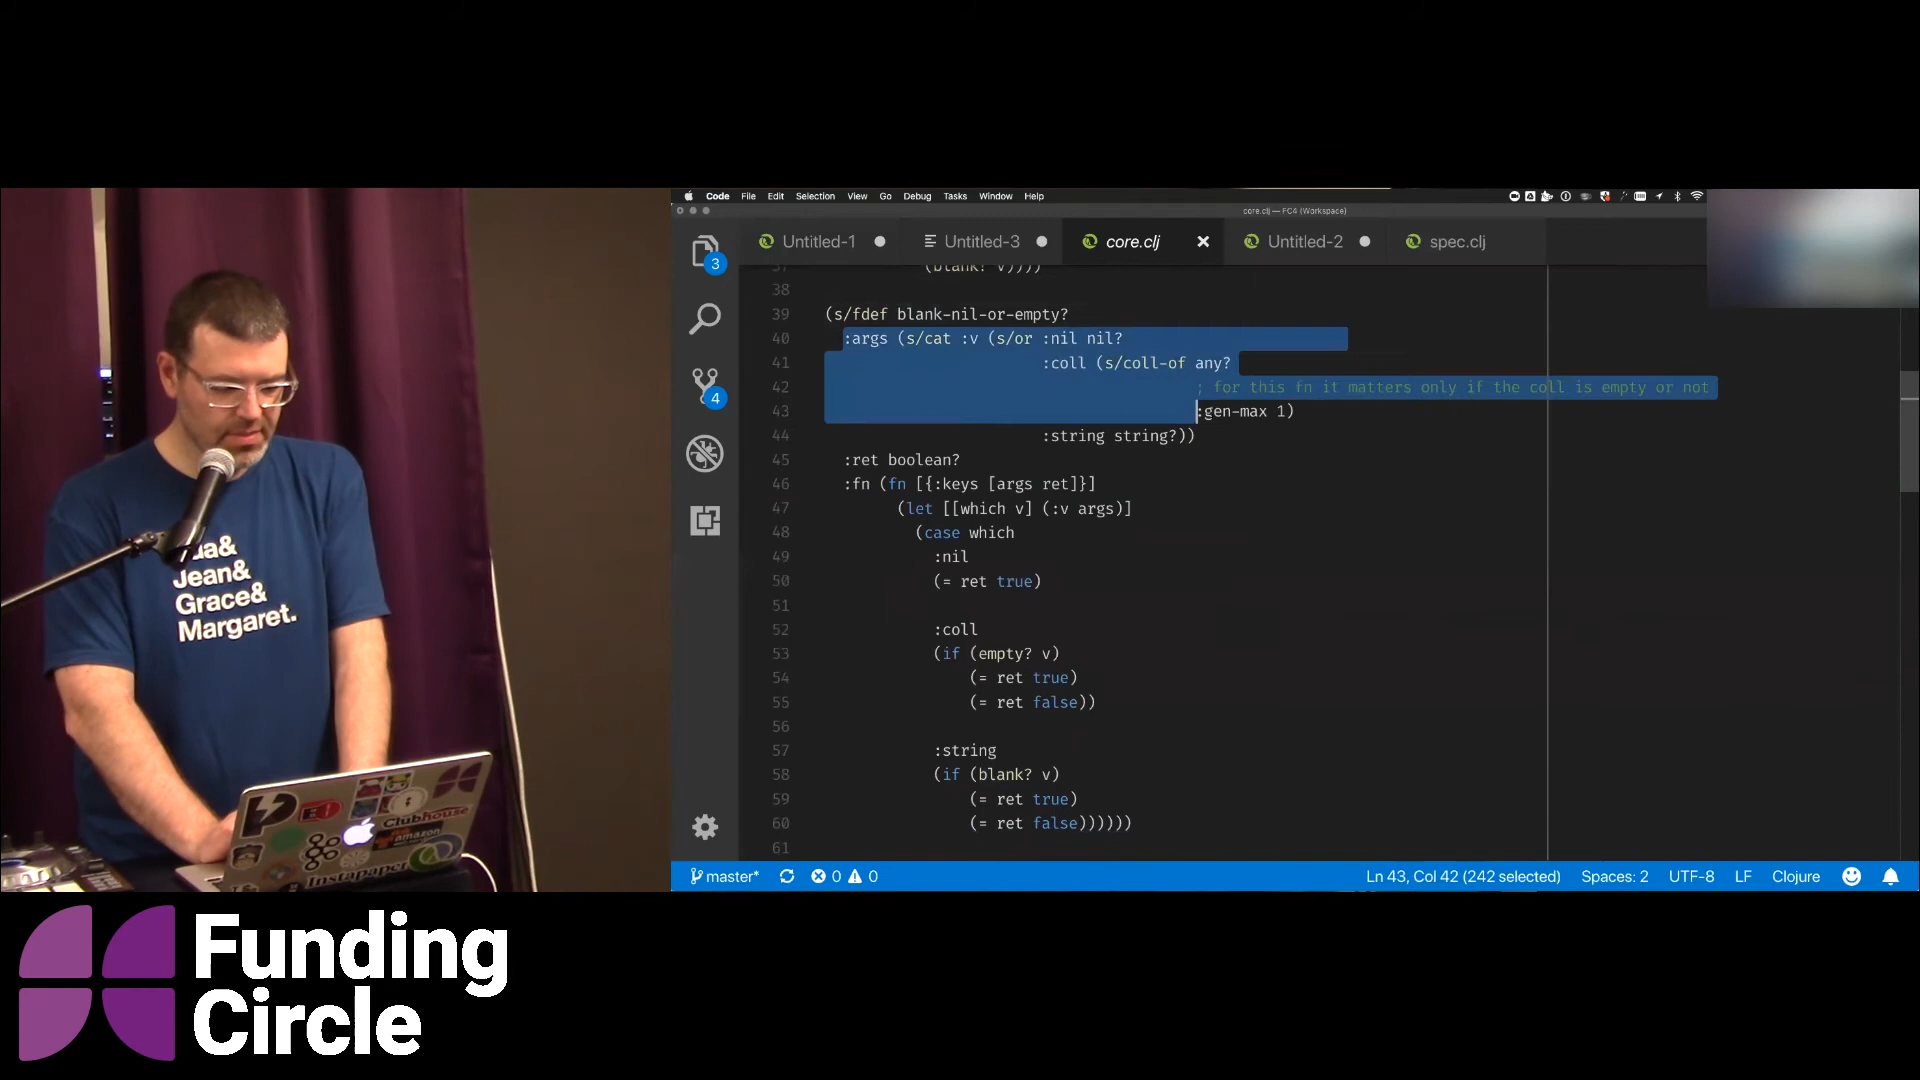 Code File Edit Selection View Go Debug Tasks Window Help
core.clj — FC4 (Workspace)
Untitled-1 Untitled-3 core.clj Untitled-2 spec.clj
3
4
37 (blank? v))))
38
39 (s/fdef blank-nil-or-empty?
40 :args (s/cat :v (s/or :nil nil?
41 :coll (s/coll-of any?
42 ; for this fn it matters only if the coll is empty or not
43 :gen-max 1)
44 :string string?))
45 :ret boolean?
46 :fn (fn [{:keys [args ret]}]
47 (let [[which v] (:v args)]
48 (case which
49 :nil
50 (= ret true)
51
52 :coll
53 (if (empty? v)
54 (= ret true)
55 (= ret false))
56
57 :string
58 (if (blank? v)
59 (= ret true)
60 (= ret false))))))
61
master* 0 0 Ln 43, Col 42 (242 selected) Spaces: 2 UTF-8 LF Clojure
Jean&
Grace&
Margaret.
Clubhouse
amazon
Instapaper
Funding
Circle